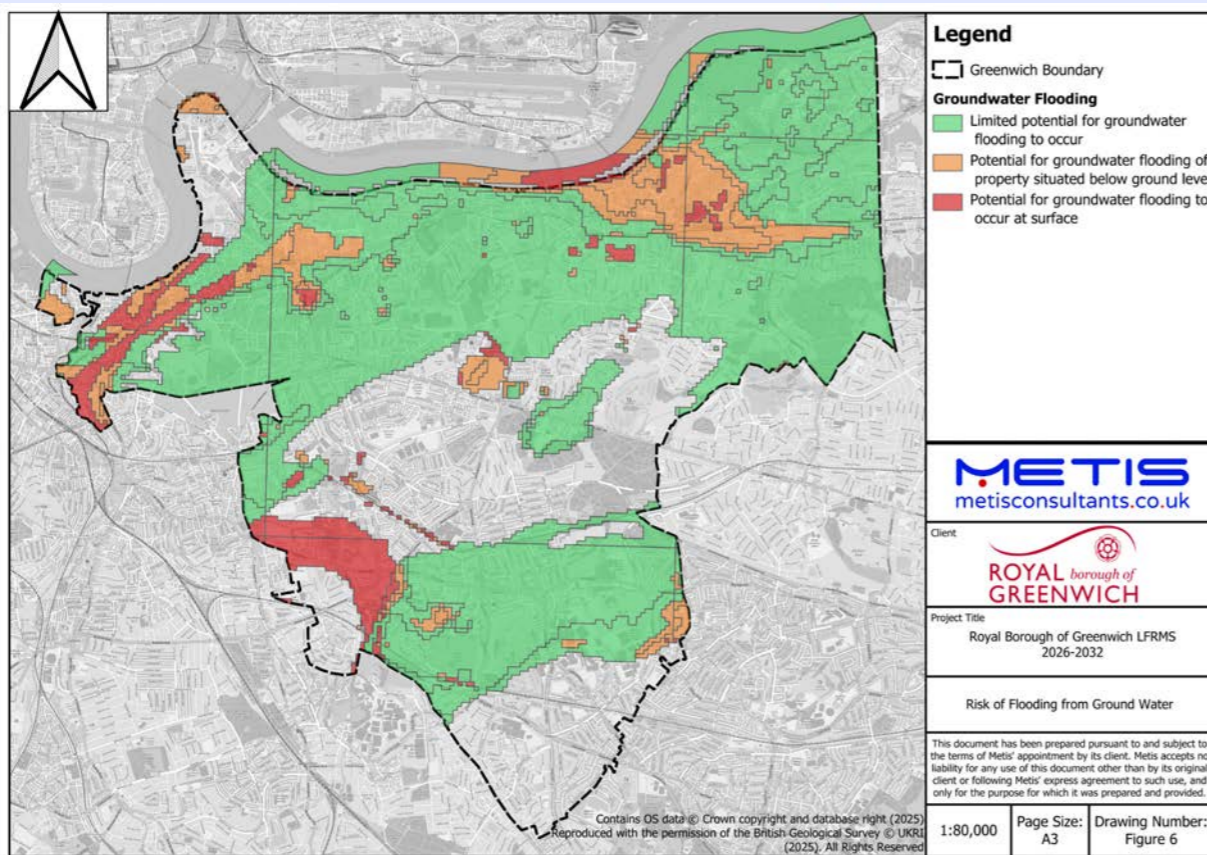 Legend
Greenwich Boundary
Groundwater Flooding
Limited potential for groundwater
flooding to occur
Potential for groundwater flooding of
property situated below ground leve
Potential for groundwater flooding to
occur at surface
METIS
metisconsultants.co.uk
Client
ROYAL borough of
GREENWICH
Project Title
Royal Borough of Greenwich LFRMS
2026-2032
Risk of Flooding from Ground Water
This document has been prepared pursuant to and subject to
the terms of Metis' appointment by its client. Metis accepts no
liability for any use of this document other than by its original
client or following Metis' express agreement to such use, and
only for the purpose for which it was prepared and provided.
1:80,000
Page Size:
A3
Drawing Number:
Figure 6
Contains OS data © Crown copyright and database right (2025)
Reproduced with the permission of the British Geological Survey © UKRI
(2025). All Rights Reserved